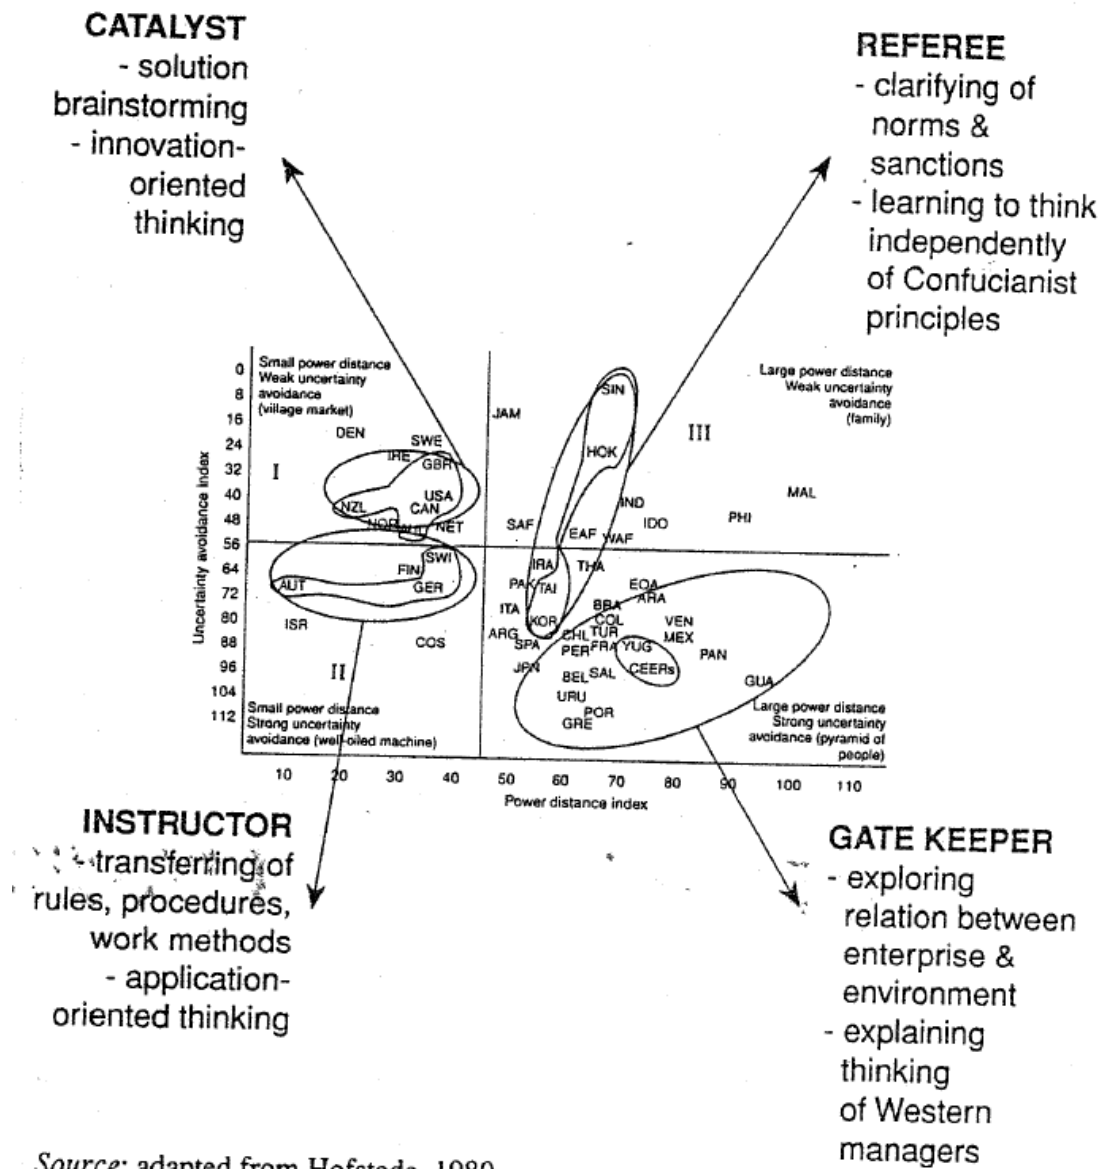 CATALYST
- solution
brainstorming
- innovation-
oriented
thinking
REFEREE
- clarifying of
norms &
sanctions
- learning to think
independently
of Confucianist
principles
Uncertainty avoidance index
0
8
16
24
32
40
48
56
64
72
80
88
96
104
112
Small power distance
Weak uncertainty
avoidance
(village market)
Large power distance
Weak uncertainty
avoidance
(family)
I
III
DEN
SWE
IRE
GBR
USA
NZL
CAN
NOR
NET
JAM
SIN
HOK
IND
MAL
SAF
IDO
PHI
EAF
WAF
SWI
FIN
AUT
GER
ISR
COS
II
IRA
THA
PAK
TAI
EQA
ARA
ITA
BRA
KOR
COL
VEN
ARG
CHL
TUR
MEX
SPA
PER
FRA
YUG
PAN
JPN
CEERs
BEL
SAL
GUA
URU
POR
GRE
Small power distance
Strong uncertainty
avoidance (well-oiled machine)
Large power distance
Strong uncertainty
avoidance (pyramid of
people)
10 20 30 40 50 60 70 80 90 100 110
Power distance index
INSTRUCTOR
- transferring of
rules, procedures,
work methods
- application-
oriented thinking
GATE KEEPER
- exploring
relation between
enterprise &
environment
- explaining
thinking
of Western
managers
Source: adapted from Hofstede, 1980